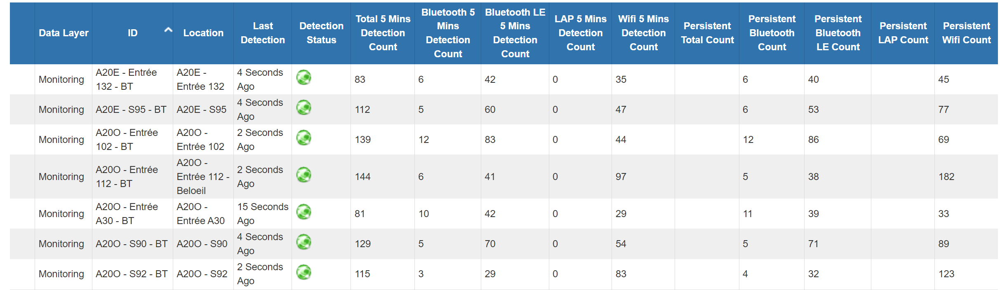 Data Layer
ID
Location
Last
Detection
Detection
Status
Total 5 Mins
Detection
Count
Bluetooth 5
Mins
Detection
Count
Bluetooth LE
5 Mins
Detection
Count
LAP 5 Mins
Detection
Count
Wifi 5 Mins
Detection
Count
Persistent
Total Count
Persistent
Bluetooth
Count
Persistent
Bluetooth
LE Count
Persistent
LAP Count
Persistent
Wifi Count
Monitoring
A20E - Entrée
132 - BT
A20E -
Entrée 132
4 Seconds
Ago
83
6
42
0
35
6
40
45
Monitoring
A20E - S95 - BT
A20E - S95
4 Seconds
Ago
112
5
60
0
47
6
53
77
Monitoring
A20O - Entrée
102 - BT
A20O -
Entrée 102
2 Seconds
Ago
139
12
83
0
44
12
86
69
Monitoring
A20O - Entrée
112 - BT
A20O -
Entrée 112 -
Beloeil
2 Seconds
Ago
144
6
41
0
97
5
38
182
Monitoring
A20O - Entrée
A30 - BT
A20O -
Entrée A30
15 Seconds
Ago
81
10
42
0
29
11
39
33
Monitoring
A20O - S90 - BT
A20O - S90
4 Seconds
Ago
129
5
70
0
54
5
71
89
Monitoring
A20O - S92 - BT
A20O - S92
2 Seconds
Ago
115
3
29
0
83
4
32
123